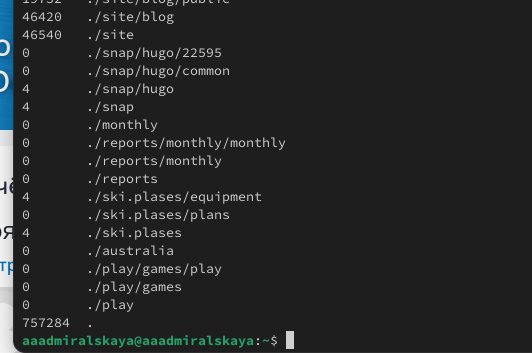 46420 ./site/blog
46540 ./site
0 ./snap/hugo/22595
0 ./snap/hugo/common
4 ./snap/hugo
4 ./snap
0 ./monthly
0 ./reports/monthly/monthly
0 ./reports/monthly
0 ./reports
4 ./ski.plases/equipment
0 ./ski.plases/plans
4 ./ski.plases
0 ./australia
0 ./play/games/play
0 ./play/games
0 ./play
757284 .
aaadmiralskaya@aaadmiralskaya:~$